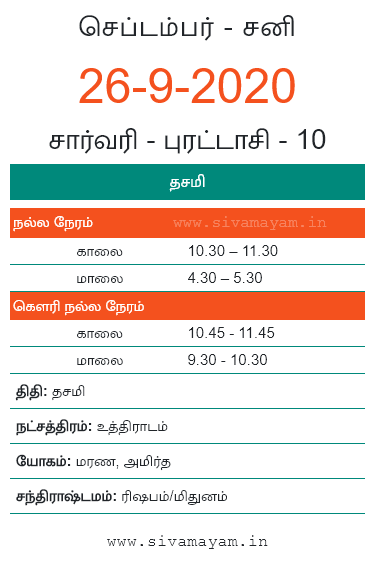 செப்டம்பர் - சனி
26-9-2020
சார்வரி - புரட்டாசி - 10
தசமி
நல்ல நேரம் www.sivamayam.in
காலை 10.30 – 11.30
மாலை 4.30 – 5.30
கௌரி நல்ல நேரம்
காலை 10.45 - 11.45
மாலை 9.30 - 10.30
திதி: தசமி
நட்சத்திரம்: உத்திராடம்
யோகம்: மரண, அமிர்த
சந்திராஷ்டமம்: ரிஷபம்/மிதுனம்
www.sivamayam.in